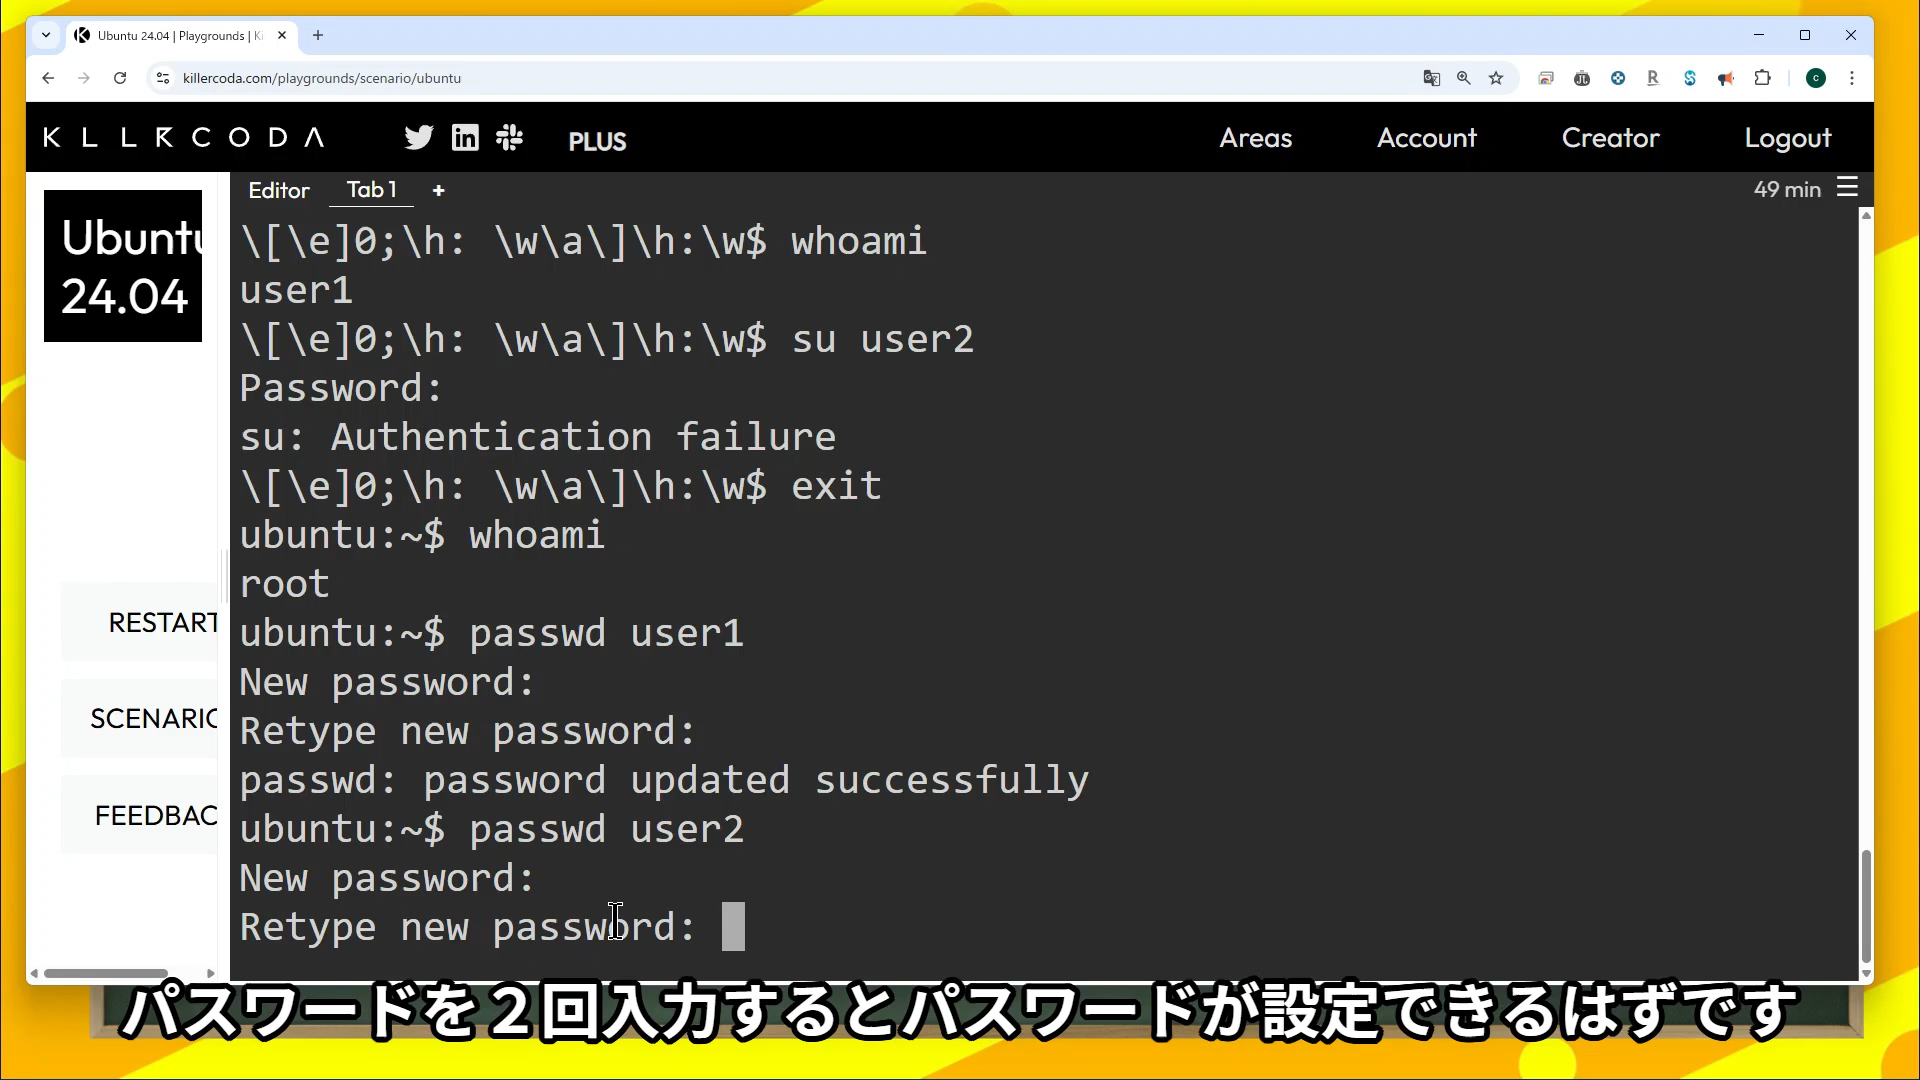 Ubuntu 24.04 | Playgrounds | Ki
killercoda.com/playgrounds/scenario/ubuntu
KLLRCODA
PLUS
Areas
Account
Creator
Logout
Editor
Tab 1
+
49 min
Ubuntu
24.04
RESTART
SCENARIO
FEEDBAC
\[\e]0;\h: \w\a\]\h:\w$ whoami
user1
\[\e]0;\h: \w\a\]\h:\w$ su user2
Password:
su: Authentication failure
\[\e]0;\h: \w\a\]\h:\w$ exit
ubuntu:~$ whoami
root
ubuntu:~$ passwd user1
New password:
Retype new password:
passwd: password updated successfully
ubuntu:~$ passwd user2
New password:
Retype new password:
パスワードを２回入力するとパスワードが設定できるはずです